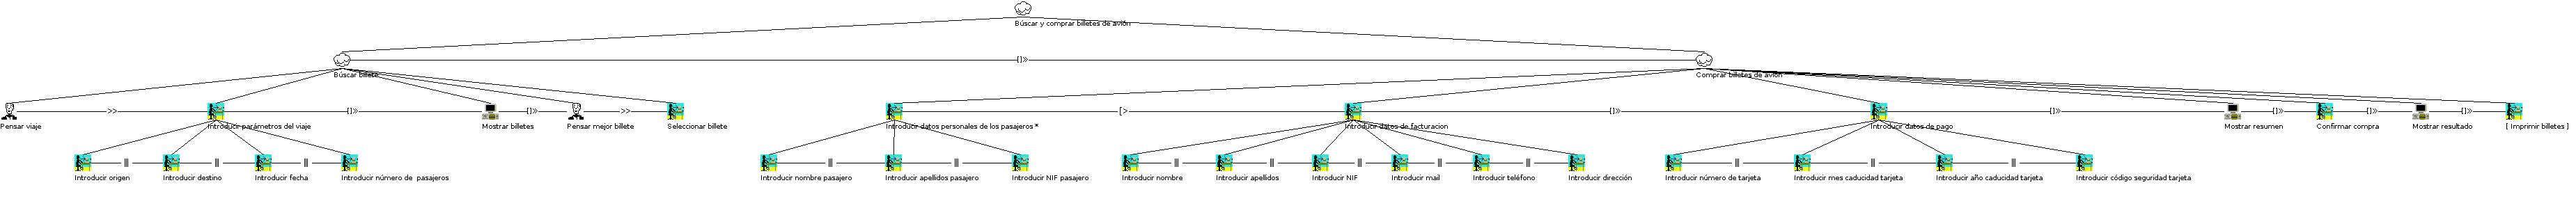 Búscar y comprar billetes de avión
Búscar billete
[]»
Comprar billetes de avión
Pensar viaje
>>
Introducir parámetros del viaje
[]»
Mostrar billetes
[]»
Pensar mejor billete
>>
Seleccionar billete
Introducir datos personales de los pasajeros *
[>
Introducir datos de facturacion
[]»
Introducir datos de pago
[]»
Mostrar resumen
[]»
Confirmar compra
[]»
Mostrar resultado
[]»
[ Imprimir billetes ]
Introducir origen
|||
Introducir destino
|||
Introducir fecha
|||
Introducir número de pasajeros
Introducir nombre pasajero
|||
Introducir apellidos pasajero
|||
Introducir NIF pasajero
Introducir nombre
|||
Introducir apellidos
|||
Introducir NIF
|||
Introducir mail
|||
Introducir teléfono
|||
Introducir dirección
Introducir número de tarjeta
|||
Introducir mes caducidad tarjeta
|||
Introducir año caducidad tarjeta
|||
Introducir código seguridad tarjeta